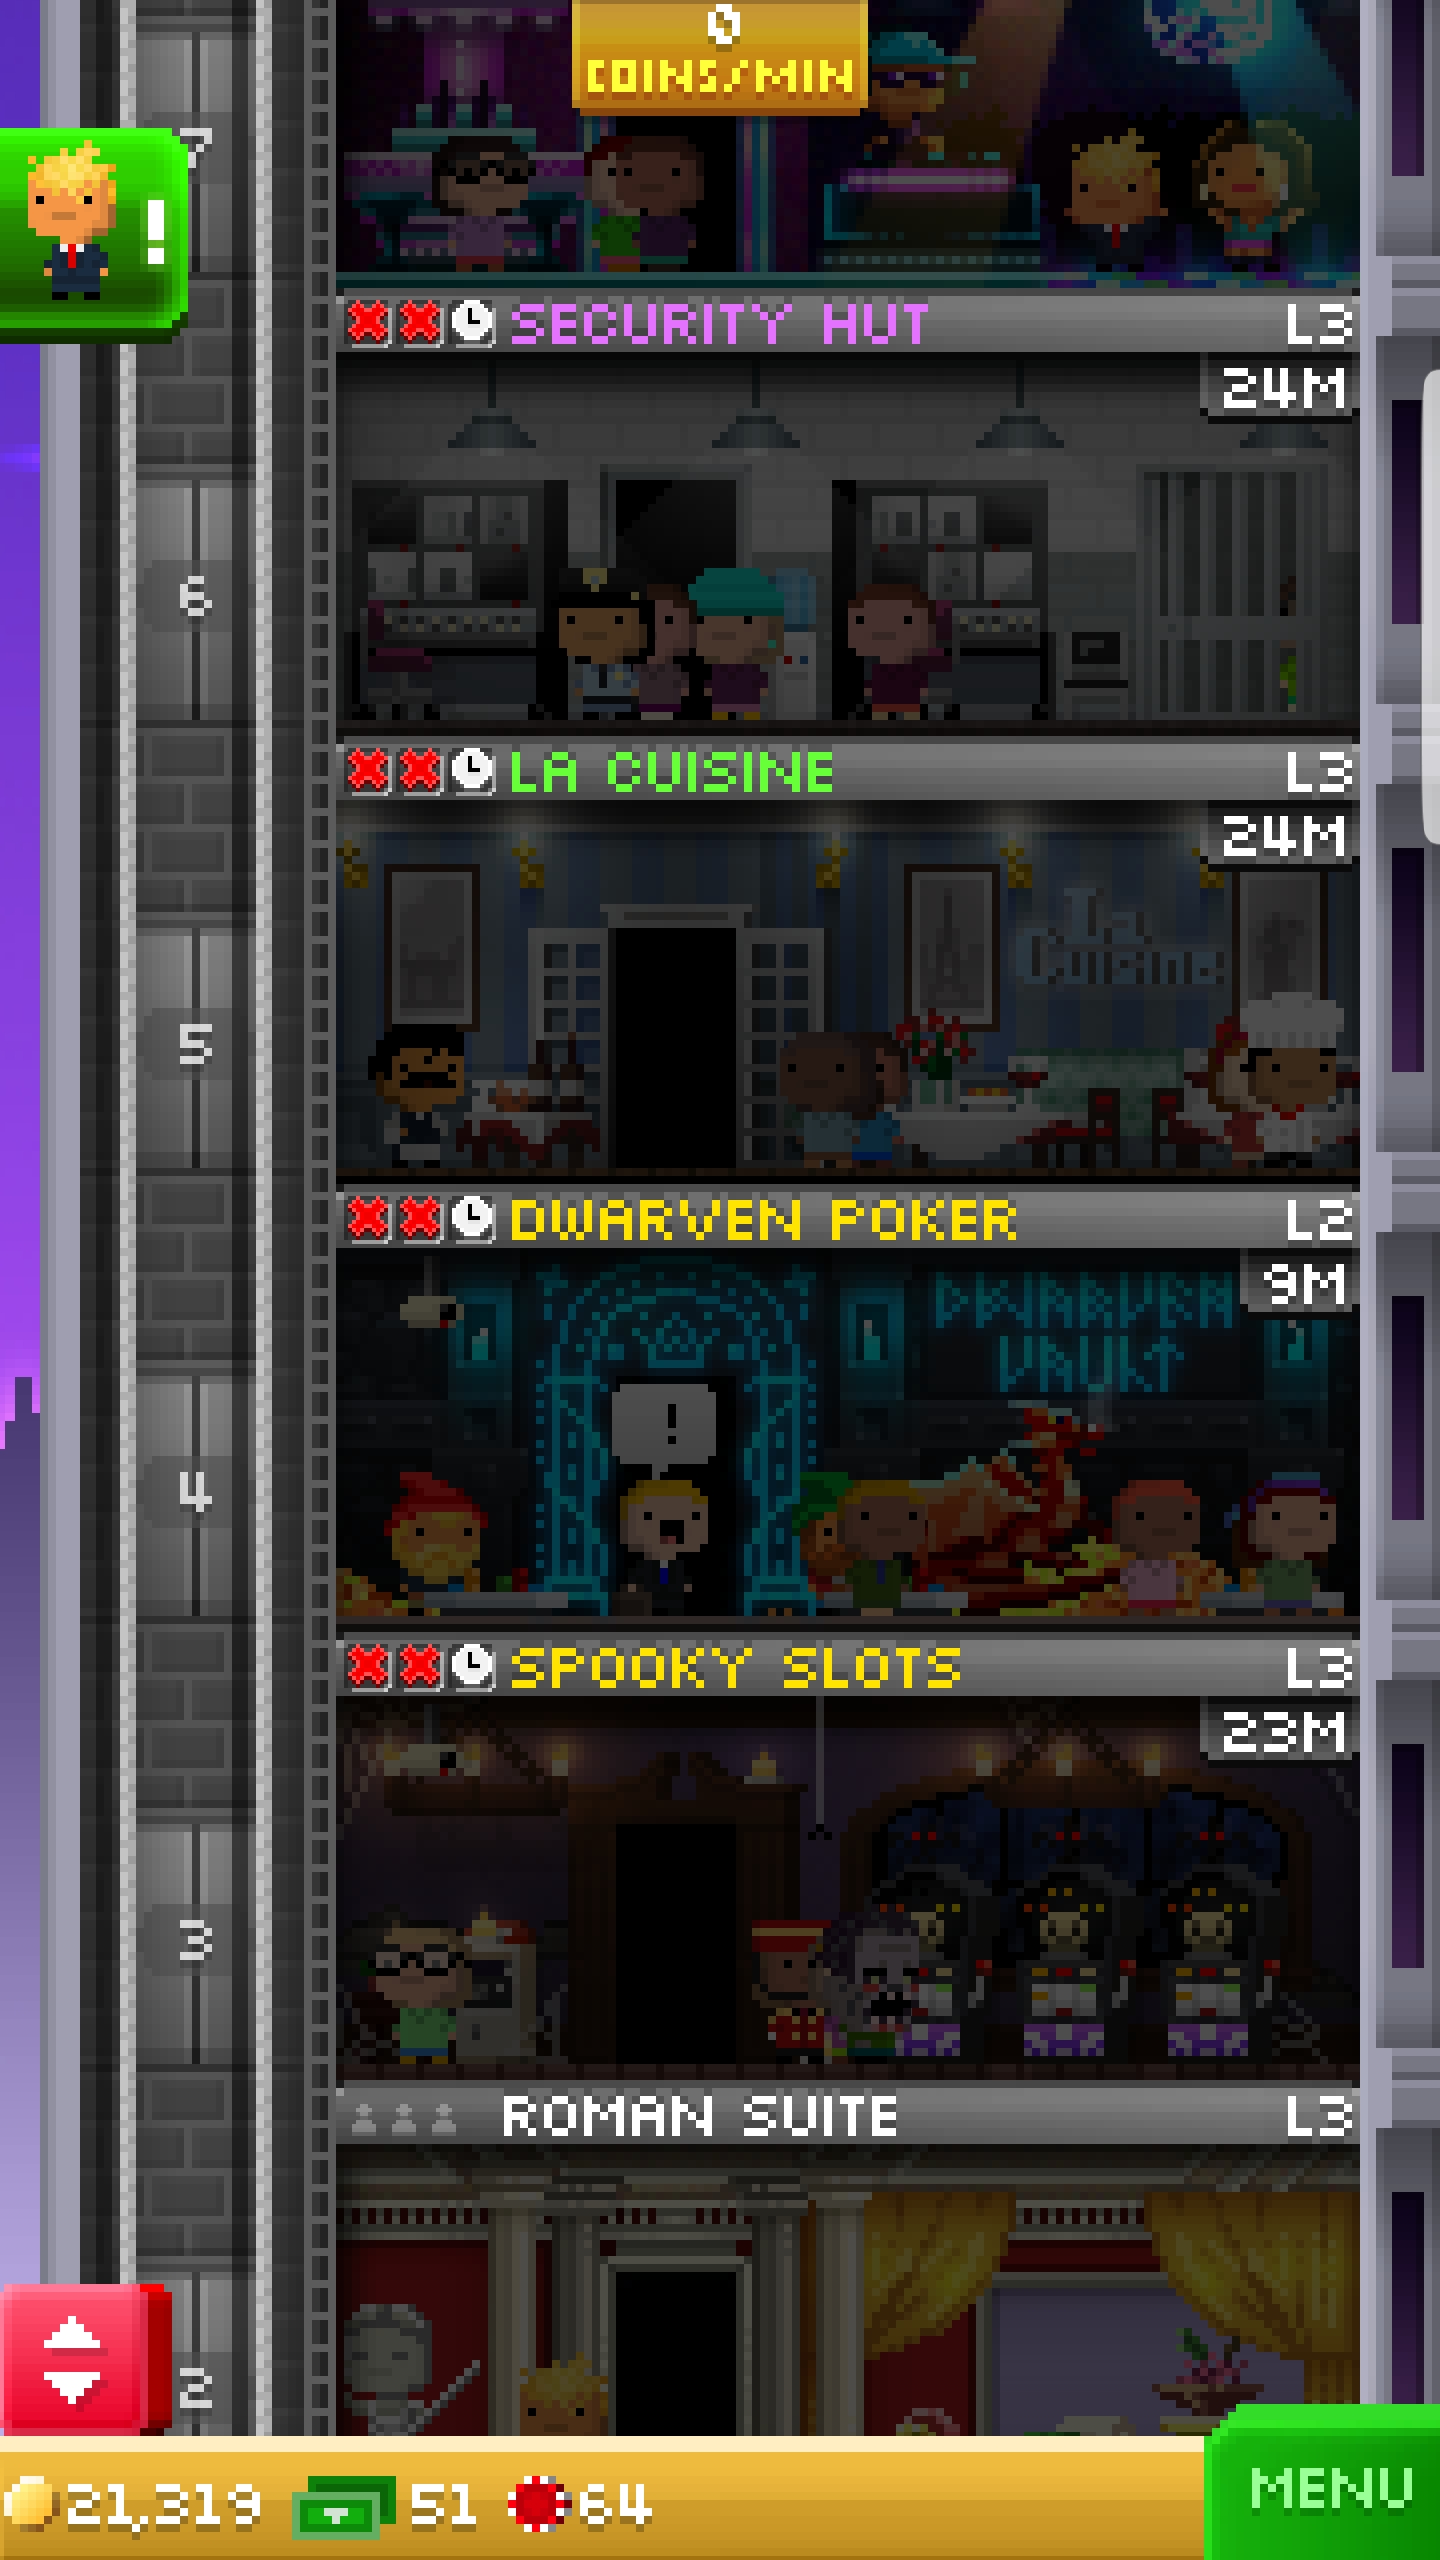 0
COINS/MIN
7
!
SECURITY HUT L3
24M
6
LA CUISINE L3
24M
La
Cuisine
5
DWARVEN POKER L2
9M
DWARVEN
VAULT
!
4
SPOOKY SLOTS L3
23M
3
ROMAN SUITE L3
2
21,319 51 64
MENU